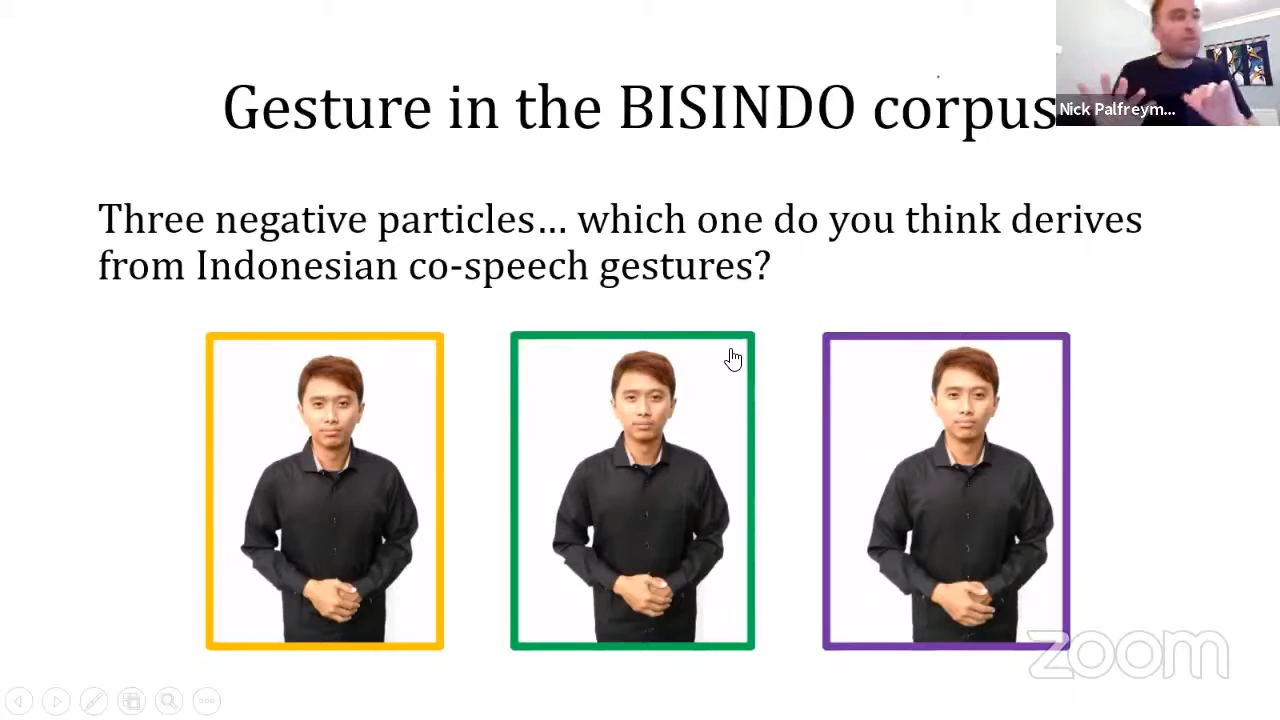 Gesture in the BISINDO corpus
Nick Palfreym...
Three negative particles... which one do you think derives
from Indonesian co-speech gestures?
zoom